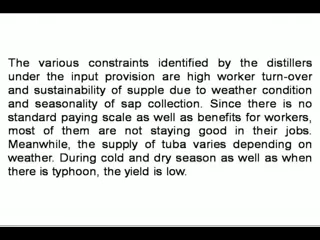 The various constraints identified by the distillers
under the input provision are high worker turn-over
and sustainability of supple due to weather condition
and seasonality of sap collection. Since there is no
standard paying scale as well as benefits for workers,
most of them are not staying good in their jobs.
Meanwhile, the supply of tuba varies depending on
weather. During cold and dry season as well as when
there is typhoon, the yield is low.